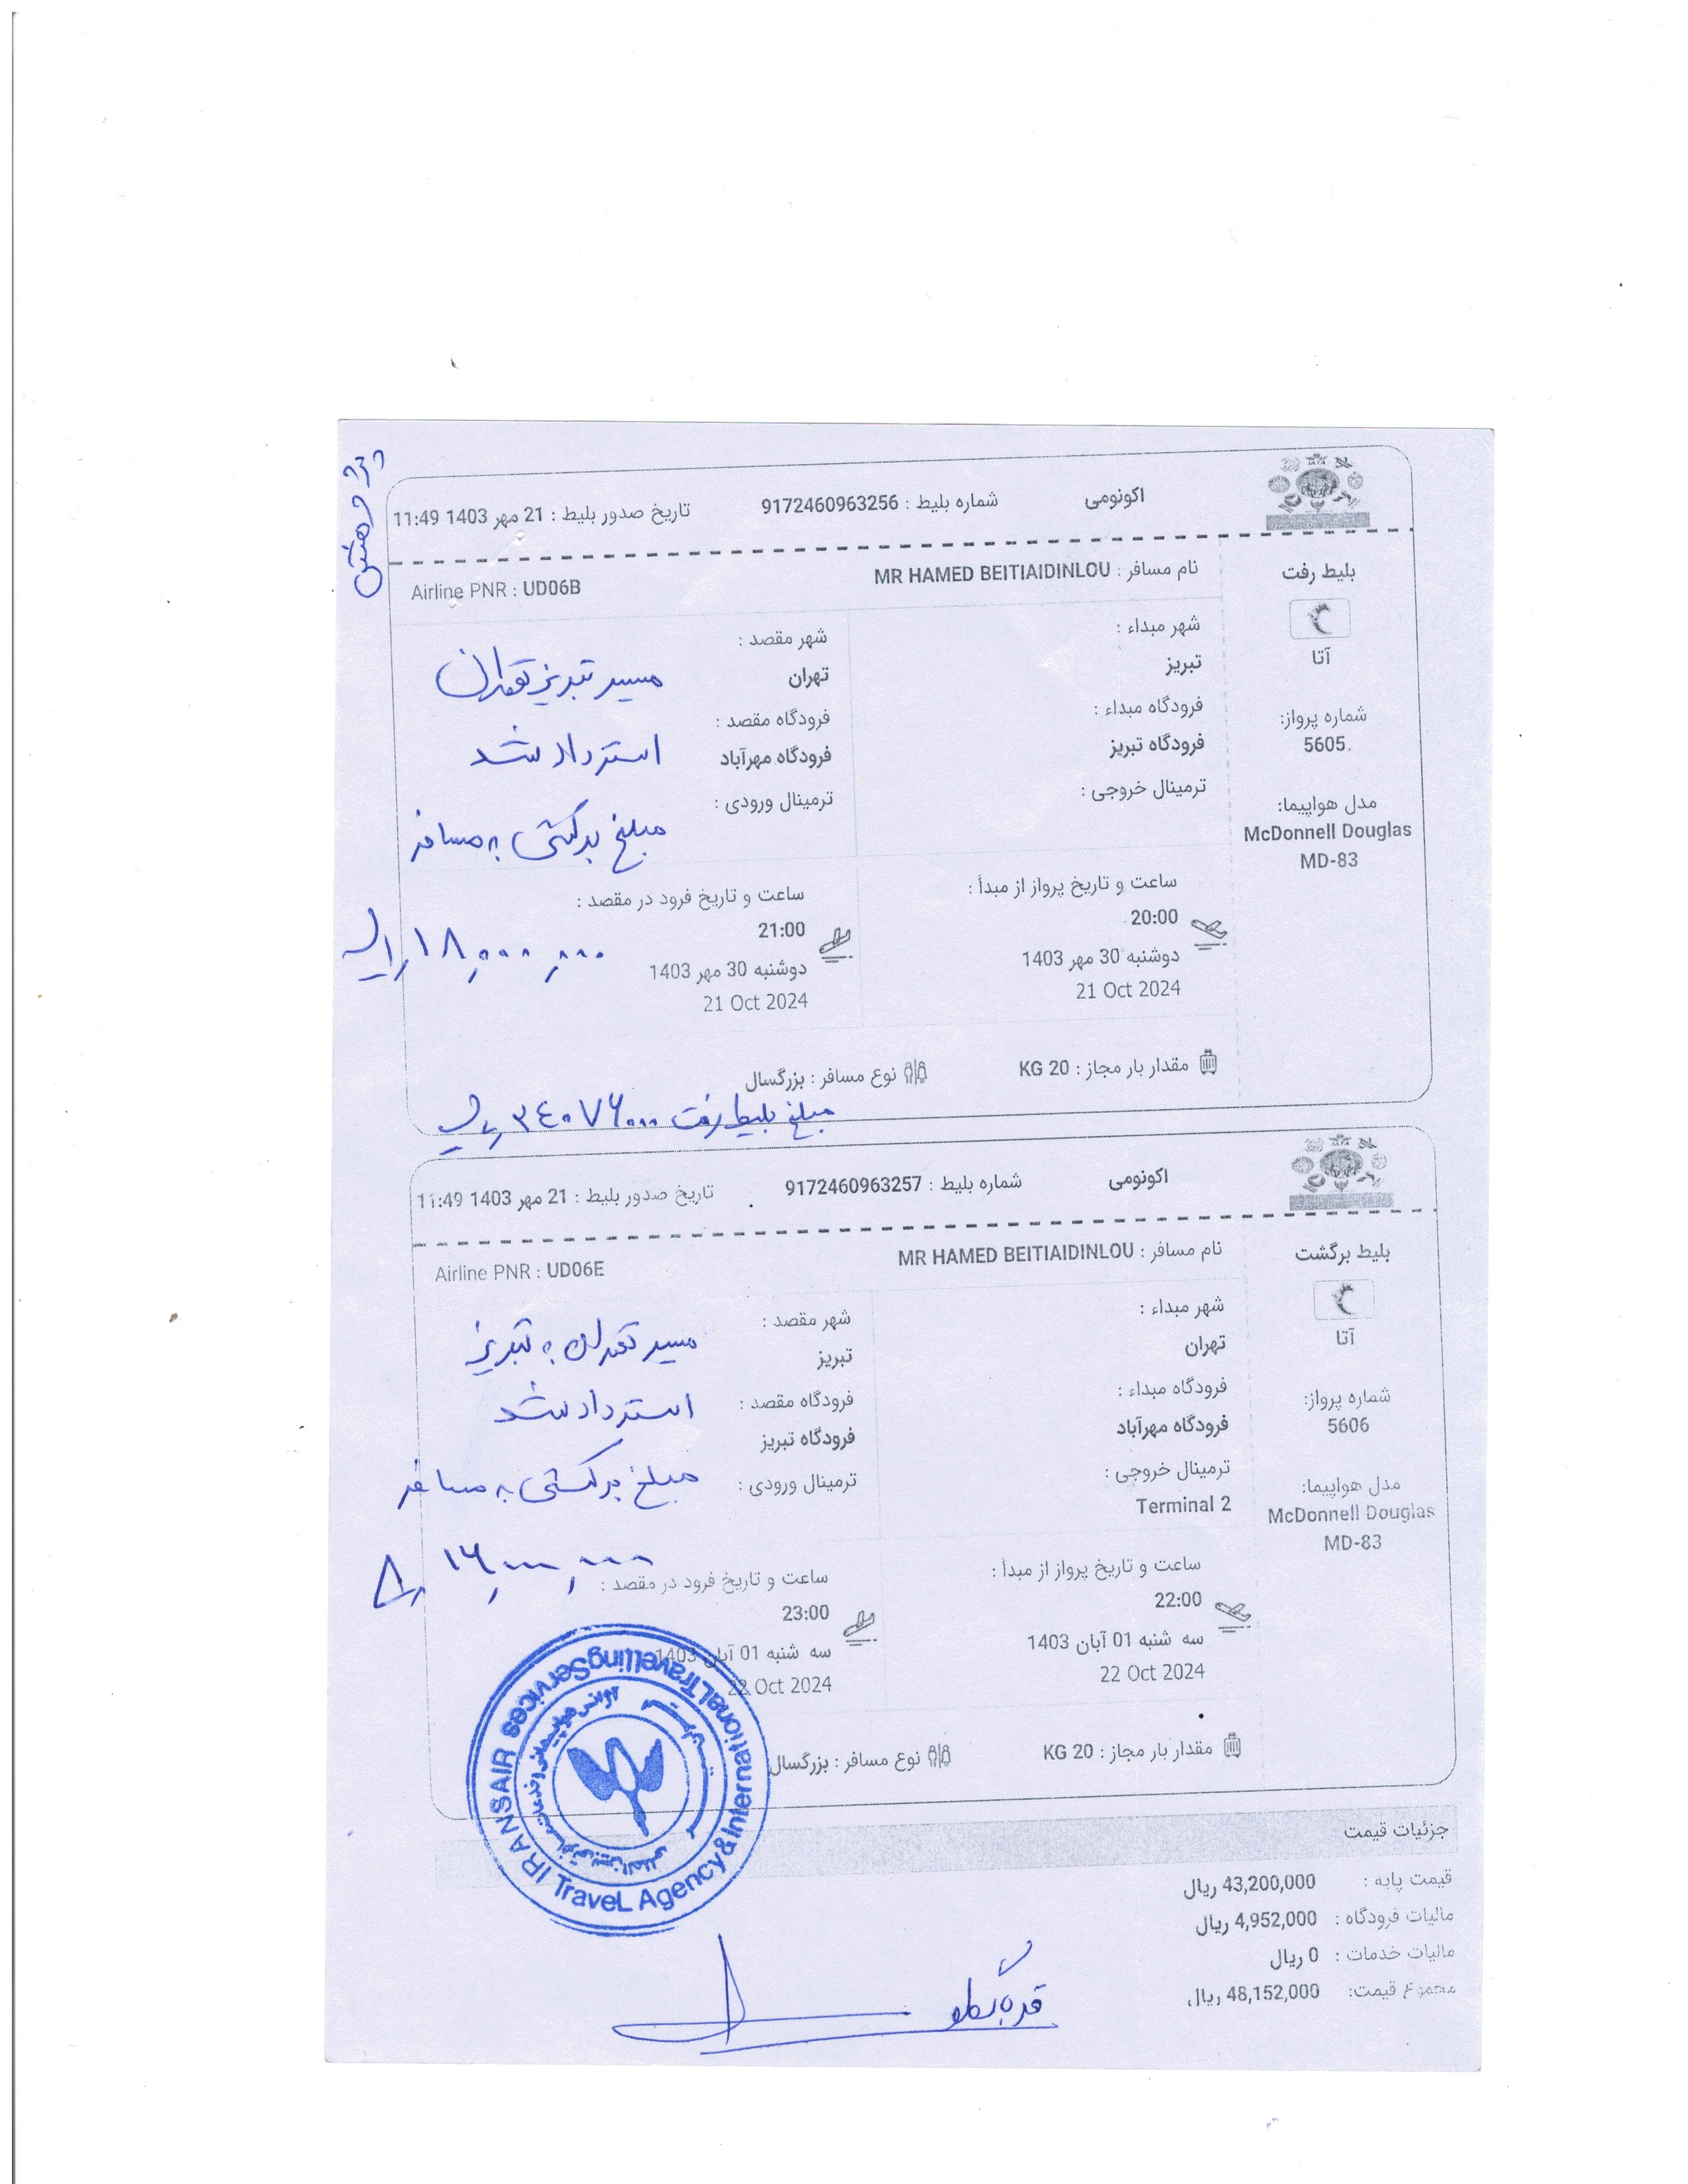 پژوهش
اکونومی شماره بلیط : 9172460963256 تاریخ صدور بلیط : 21 مهر 1403 11:49
بلیط رفت
آتا
شماره پرواز:
5605.
مدل هواپیما:
McDonnell Douglas
MD-83
نام مسافر : MR HAMED BEITIAIDINLOU Airline PNR : UD06B
شهر مبداء :
تبریز
فرودگاه مبداء :
فرودگاه تبریز
ترمینال خروجی :
شهر مقصد :
تهران
فرودگاه مقصد :
فرودگاه مهرآباد
ترمینال ورودی :
مسیر تبریز تهران
استرداد شد
مبلغ برگشتی به مسافر
۱۸,۰۰۰,۰۰۰ ریال
ساعت و تاریخ پرواز از مبدأ :
20:00
دوشنبه 30 مهر 1403
21 Oct 2024
ساعت و تاریخ فرود در مقصد :
21:00
دوشنبه 30 مهر 1403
21 Oct 2024
مقدار بار مجاز : 20 KG نوع مسافر : بزرگسال
مبلغ بلیط رفت ۳۴۰۷۶۰۰۰ ریال
اکونومی شماره بلیط : 9172460963257 تاریخ صدور بلیط : 21 مهر 1403 11:49
بلیط برگشت
آتا
شماره پرواز:
5606
مدل هواپیما:
McDonnell Douglas
MD-83
نام مسافر : MR HAMED BEITIAIDINLOU Airline PNR : UD06E
شهر مبداء :
تهران
فرودگاه مبداء :
فرودگاه مهرآباد
ترمینال خروجی :
Terminal 2
شهر مقصد :
تبریز
فرودگاه مقصد :
فرودگاه تبریز
ترمینال ورودی :
مسیر تهران به تبریز
استرداد شد
مبلغ برگشتی به مسافر
۱۶,۰۰۰,۰۰۰
ساعت و تاریخ پرواز از مبدأ :
22:00
سه شنبه 01 آبان 1403
22 Oct 2024
ساعت و تاریخ فرود در مقصد :
23:00
سه شنبه 01 آبان 1403
22 Oct 2024
مقدار بار مجاز : 20 KG نوع مسافر : بزرگسال
IRANSAIR TraveL Agency & InternationaL Travelling Services
آژانس هواپیمائی و خدمات مسافرتی بین المللی
جزئیات قیمت
قیمت پایه : 43,200,000 ریال
مالیات فرودگاه : 4,952,000 ریال
مالیات خدمات : 0 ریال
مجموع قیمت: 48,152,000 ریال